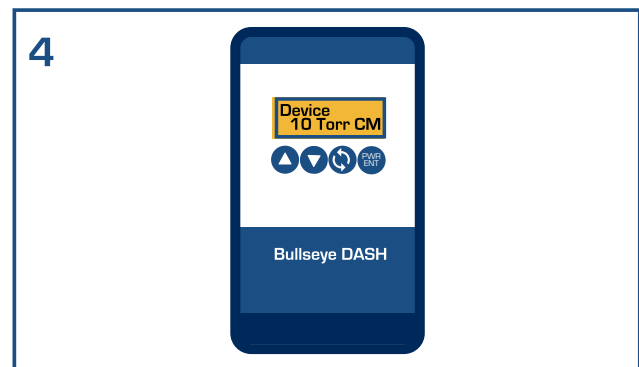 4
Device
10 Torr CM
PWR
ENT
Bullseye DASH